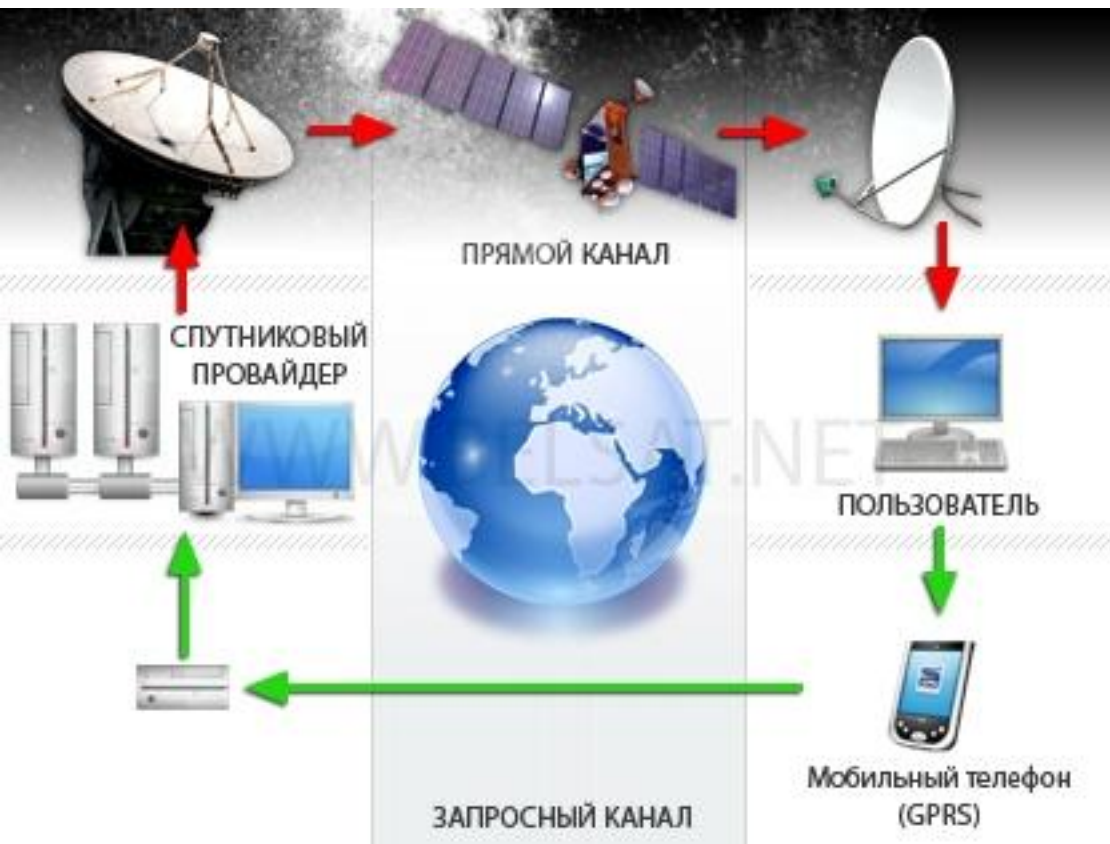 ПРЯМОЙ КАНАЛ
СПУТНИКОВЫЙ
ПРОВАЙДЕР
ПОЛЬЗОВАТЕЛЬ
Мобильный телефон
(GPRS)
ЗАПРОСНЫЙ КАНАЛ